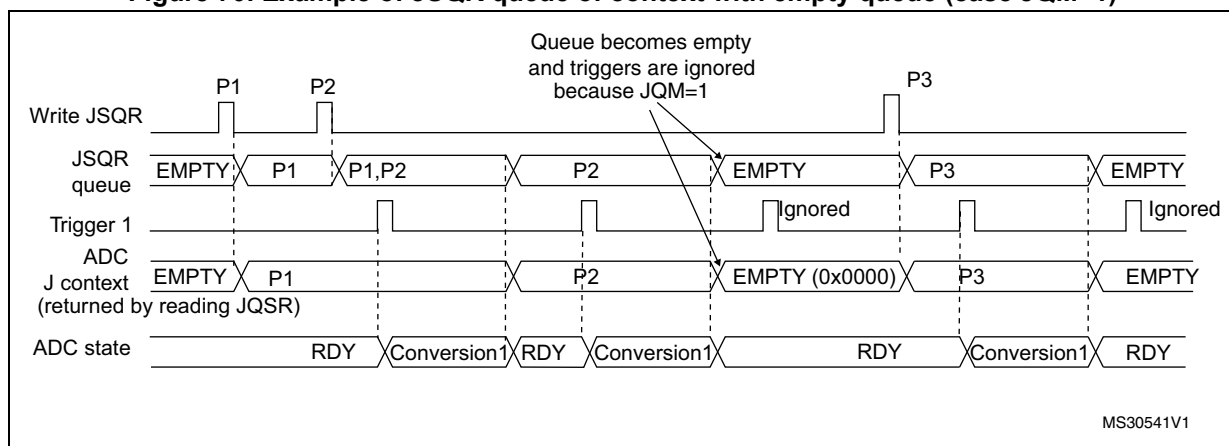 Figure 70. Example of JSQR queue of context with empty queue (case JQM=1)
Queue becomes empty
and triggers are ignored
because JQM=1
P1
P2
P3
Write JSQR
JSQR
queue
EMPTY
P1
P1,P2
P2
EMPTY
P3
EMPTY
Trigger 1
Ignored
Ignored
ADC
J context
(returned by reading JQSR)
EMPTY
P1
P2
EMPTY (0x0000)
P3
EMPTY
ADC state
RDY
Conversion1
RDY
Conversion1
RDY
Conversion1
RDY
MS30541V1